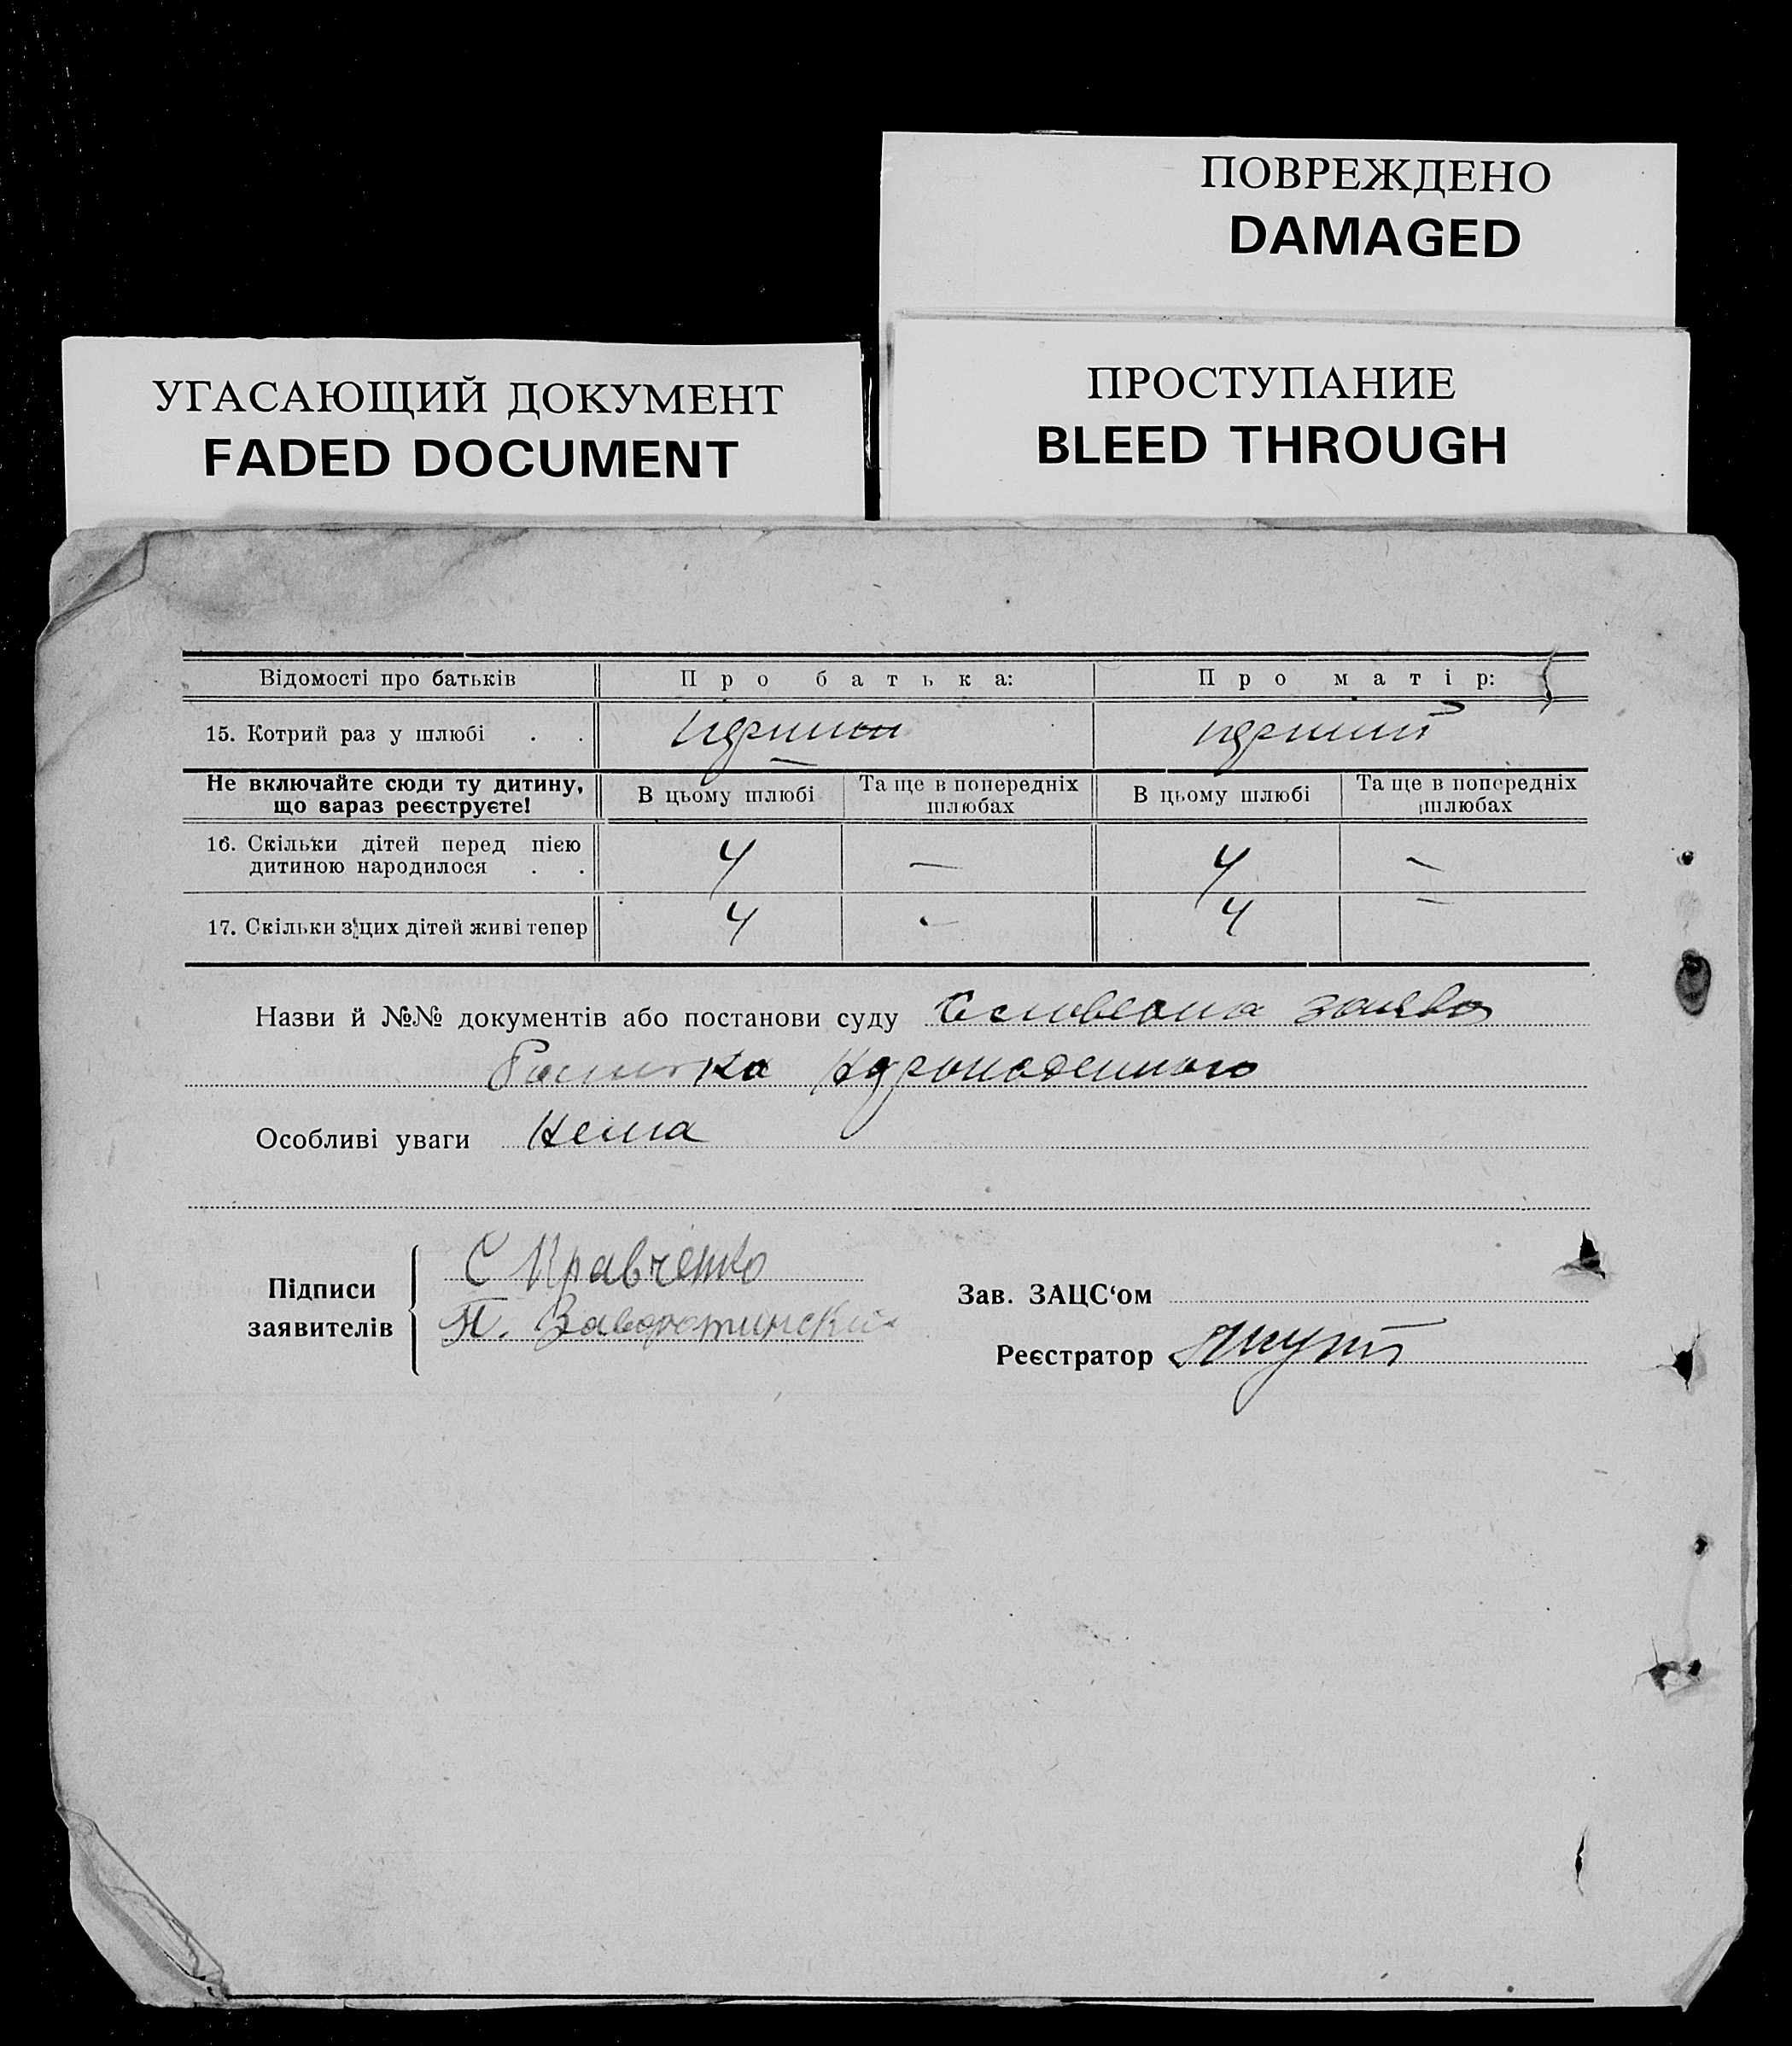 ПОВРЕЖДЕНО
DAMAGED
УГАСАЮЩИЙ ДОКУМЕНТ
FADED DOCUMENT
ПРОСТУПАНИЕ
BLEED THROUGH
Відомості про батьків Про батька: Про матір:
15. Котрий раз у шлюбі . . перший перший
Не включайте сюди ту дитину, що вараз реєструєте! В цьому шлюбі Та ще в попередніх шлюбах В цьому шлюбі Та ще в попередніх шлюбах
16. Скільки дітей перед цією
дитиною народилося . . 4 — 4 —
17. Скільки з цих дітей живі тепер 4 — 4 —
Назви й №№ документів або постанови суду словесна заява
батька
Особливі уваги Нема
Підписи заявителів
С Кравченко
П. Заворотинский
Зав. ЗАЦС‘ом
Реєстратор